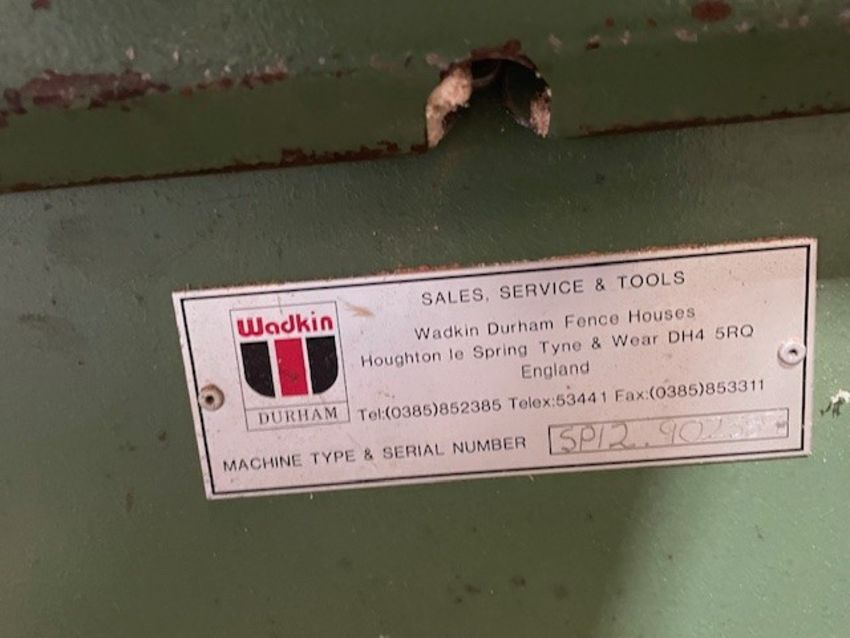 SALES, SERVICE & TOOLS
Wadkin
DURHAM
Wadkin Durham Fence Houses
Houghton le Spring Tyne & Wear DH4 5RQ
England
Tel:(0385)852385 Telex:53441 Fax:(0385)853311
MACHINE TYPE & SERIAL NUMBER
SP12.